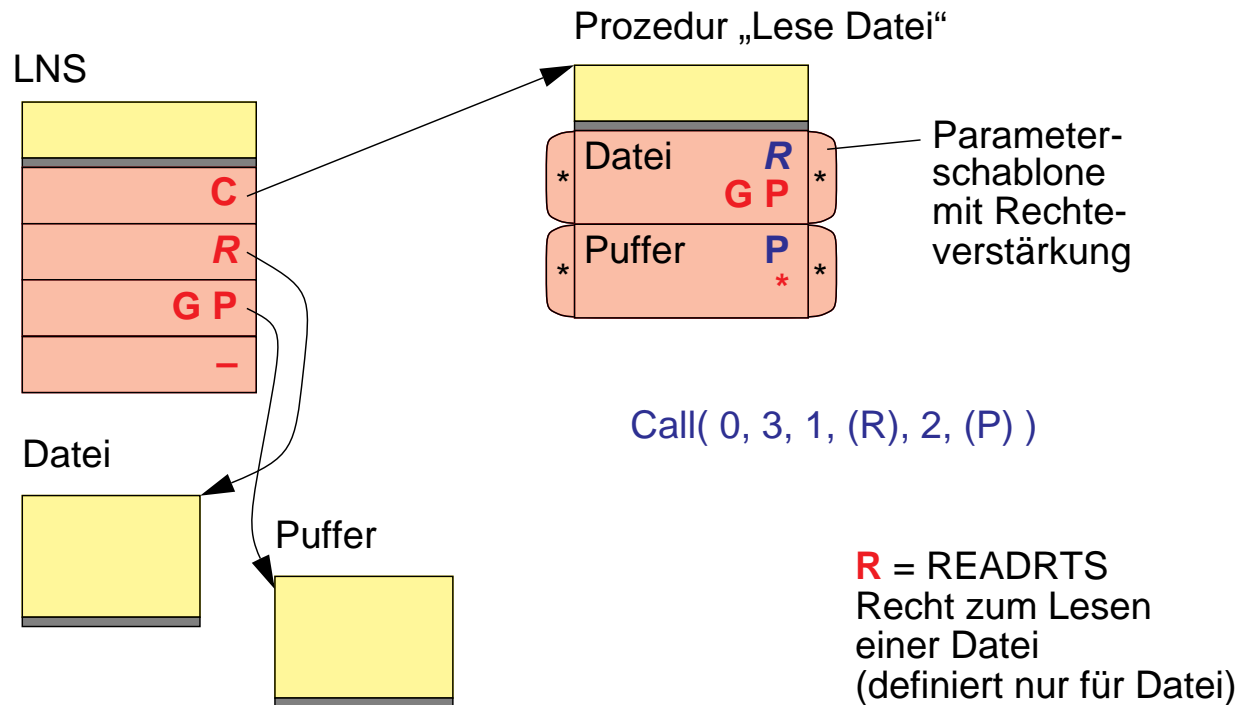 Prozedur „Lese Datei“
LNS
C
R
G P
–
Datei R
G P
* *
Puffer P
*
* *
Parameter-
schablone
mit Rechte-
verstärkung
Call( 0, 3, 1, (R), 2, (P) )
Datei
Puffer
R = READRTS
Recht zum Lesen
einer Datei
(definiert nur für Datei)